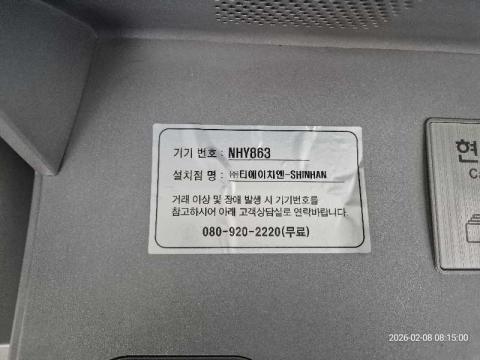 기기 번호 : NHY863
설치점 명 : ㈜티에이치엔-SHINHAN
거래 이상 및 장애 발생 시 기기번호를
참고하시어 아래 고객상담실로 연락바랍니다.
080-920-2220(무료)
현
Ca
2026-02-08 08:15:00